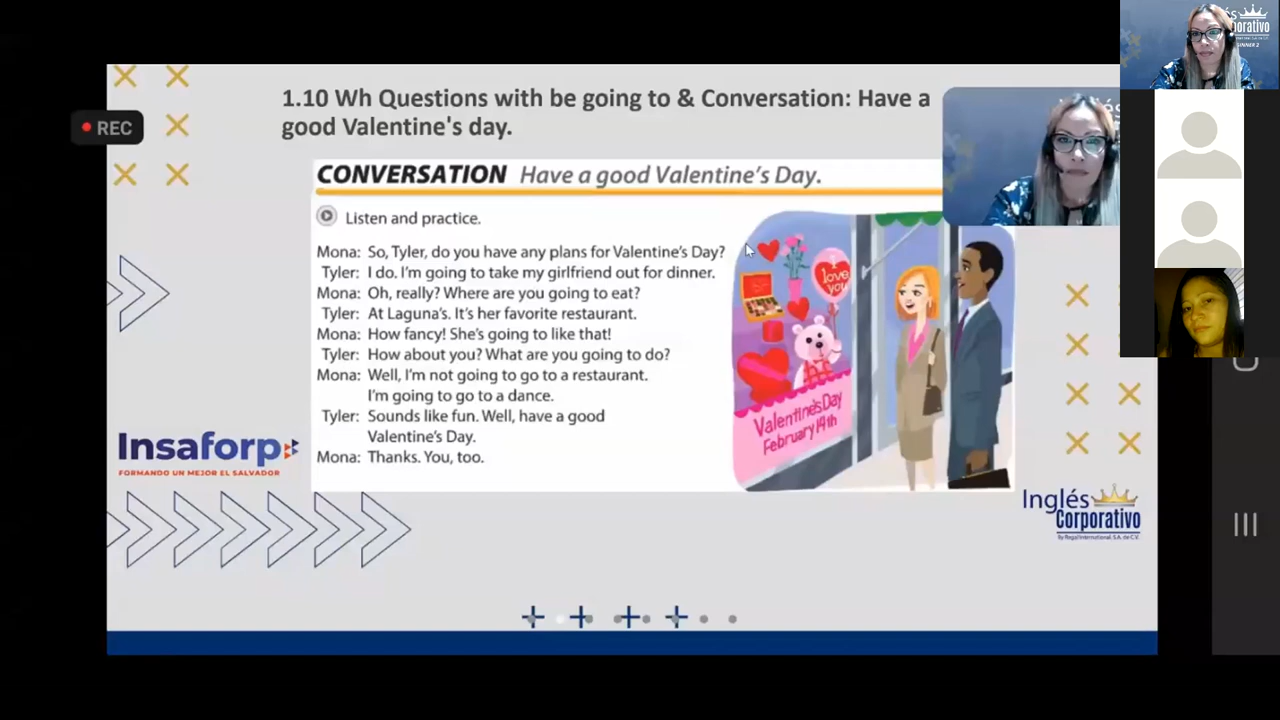 REC
1.10 Wh Questions with be going to & Conversation: Have a
good Valentine's day.
CONVERSATION Have a good Valentine's Day.
Listen and practice.
Mona: So, Tyler, do you have any plans for Valentine's Day?
Tyler: I do. I'm going to take my girlfriend out for dinner.
Mona: Oh, really? Where are you going to eat?
Tyler: At Laguna's. It's her favorite restaurant.
Mona: How fancy! She's going to like that!
Tyler: How about you? What are you going to do?
Mona: Well, I'm not going to go to a restaurant.
I'm going to go to a dance.
Tyler: Sounds like fun. Well, have a good
Valentine's Day.
Mona: Thanks. You, too.
I
love
you
Valentine's Day
February 14th
Insaforp
FORMANDO UN MEJOR EL SALVADOR
Inglés
Corporativo
By Regal International, S.A. de C.V.